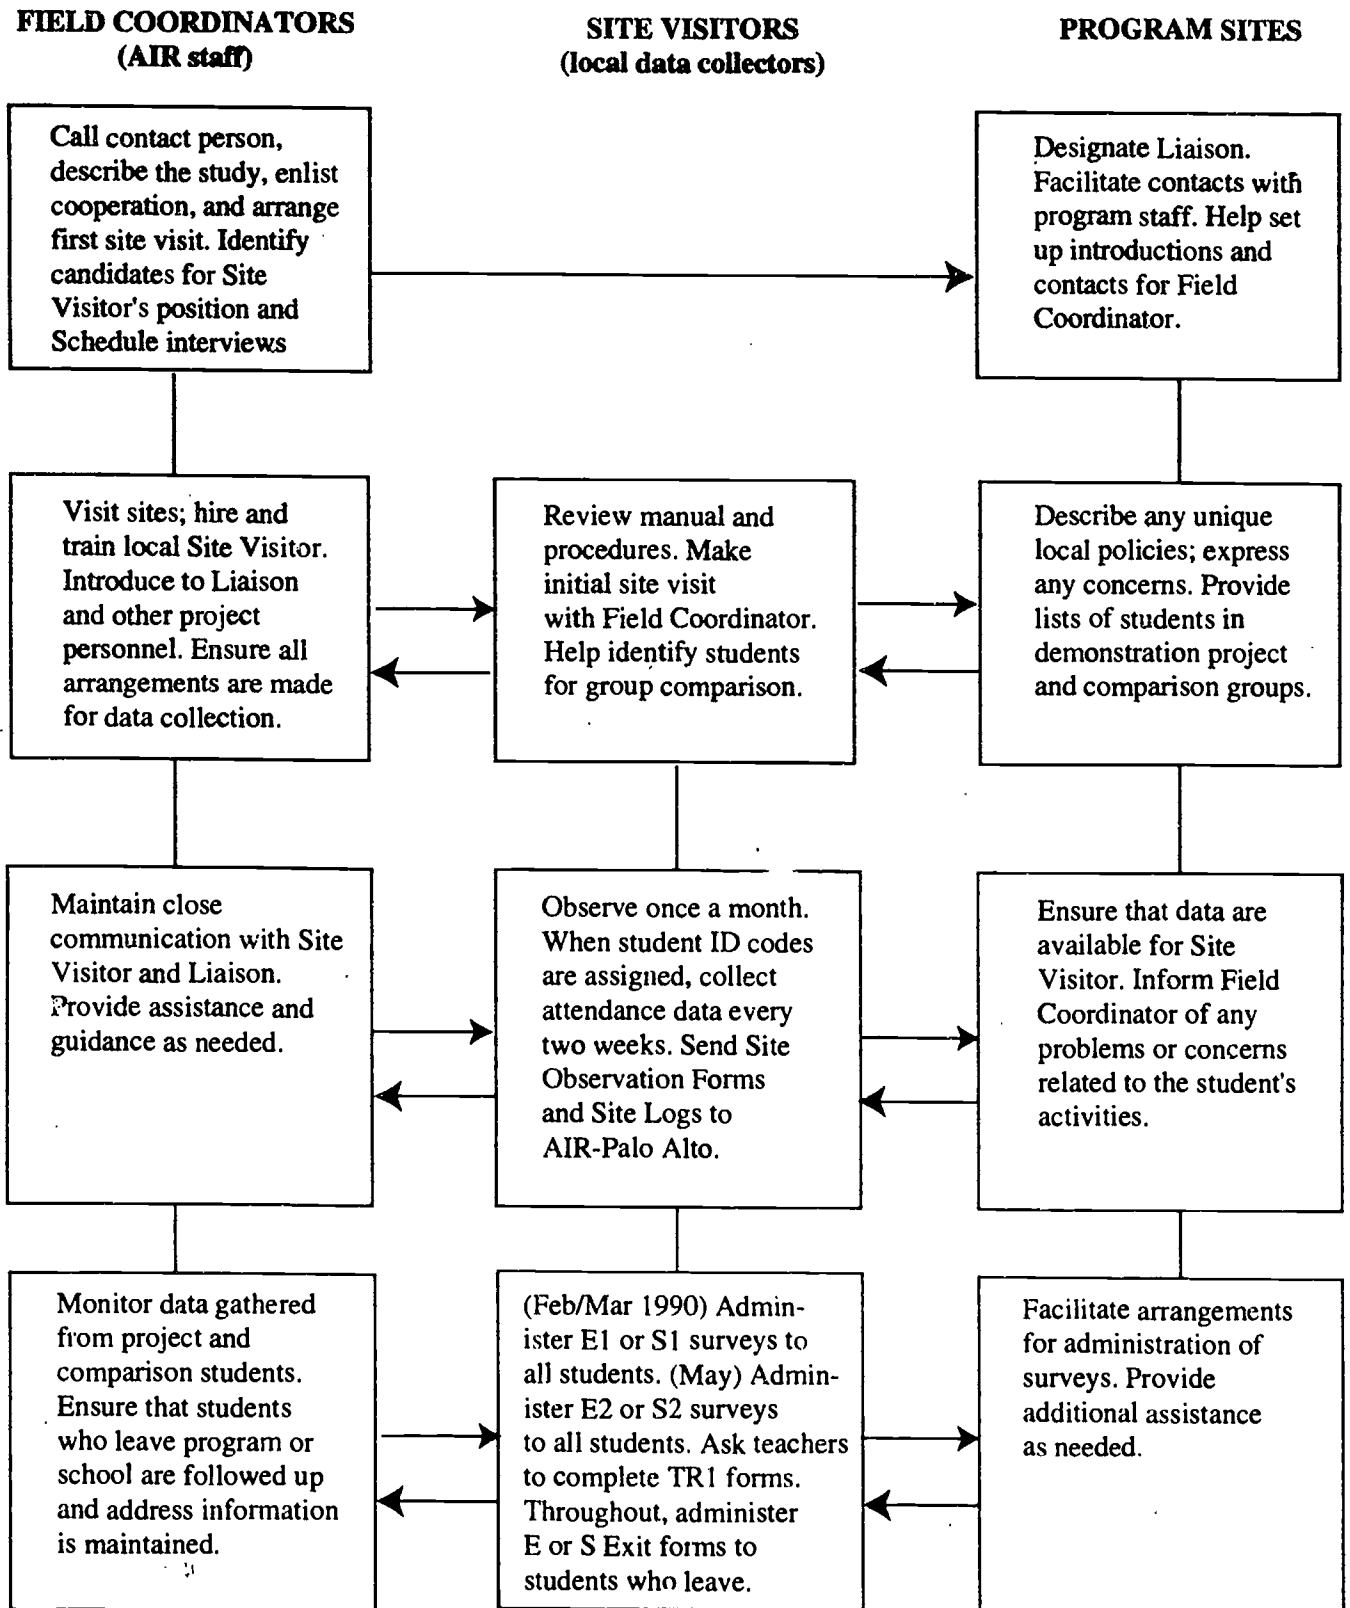 FIELD COORDINATORS
(AIR staff)
SITE VISITORS
(local data collectors)
PROGRAM SITES
Call contact person,
describe the study, enlist
cooperation, and arrange
first site visit. Identify
candidates for Site
Visitor's position and
Schedule interviews
Designate Liaison.
Facilitate contacts with
program staff. Help set
up introductions and
contacts for Field
Coordinator.
Visit sites; hire and
train local Site Visitor.
Introduce to Liaison
and other project
personnel. Ensure all
arrangements are made
for data collection.
Review manual and
procedures. Make
initial site visit
with Field Coordinator.
Help identify students
for group comparison.
Describe any unique
local policies; express
any concerns. Provide
lists of students in
demonstration project
and comparison groups.
Maintain close
communication with Site
Visitor and Liaison.
Provide assistance and
guidance as needed.
Observe once a month.
When student ID codes
are assigned, collect
attendance data every
two weeks. Send Site
Observation Forms
and Site Logs to
AIR-Palo Alto.
Ensure that data are
available for Site
Visitor. Inform Field
Coordinator of any
problems or concerns
related to the student's
activities.
Monitor data gathered
from project and
comparison students.
Ensure that students
who leave program or
school are followed up
and address information
is maintained.
(Feb/Mar 1990) Admin-
ister E1 or S1 surveys to
all students. (May) Admin-
ister E2 or S2 surveys
to all students. Ask teachers
to complete TR1 forms.
Throughout, administer
E or S Exit forms to
students who leave.
Facilitate arrangements
for administration of
surveys. Provide
additional assistance
as needed.